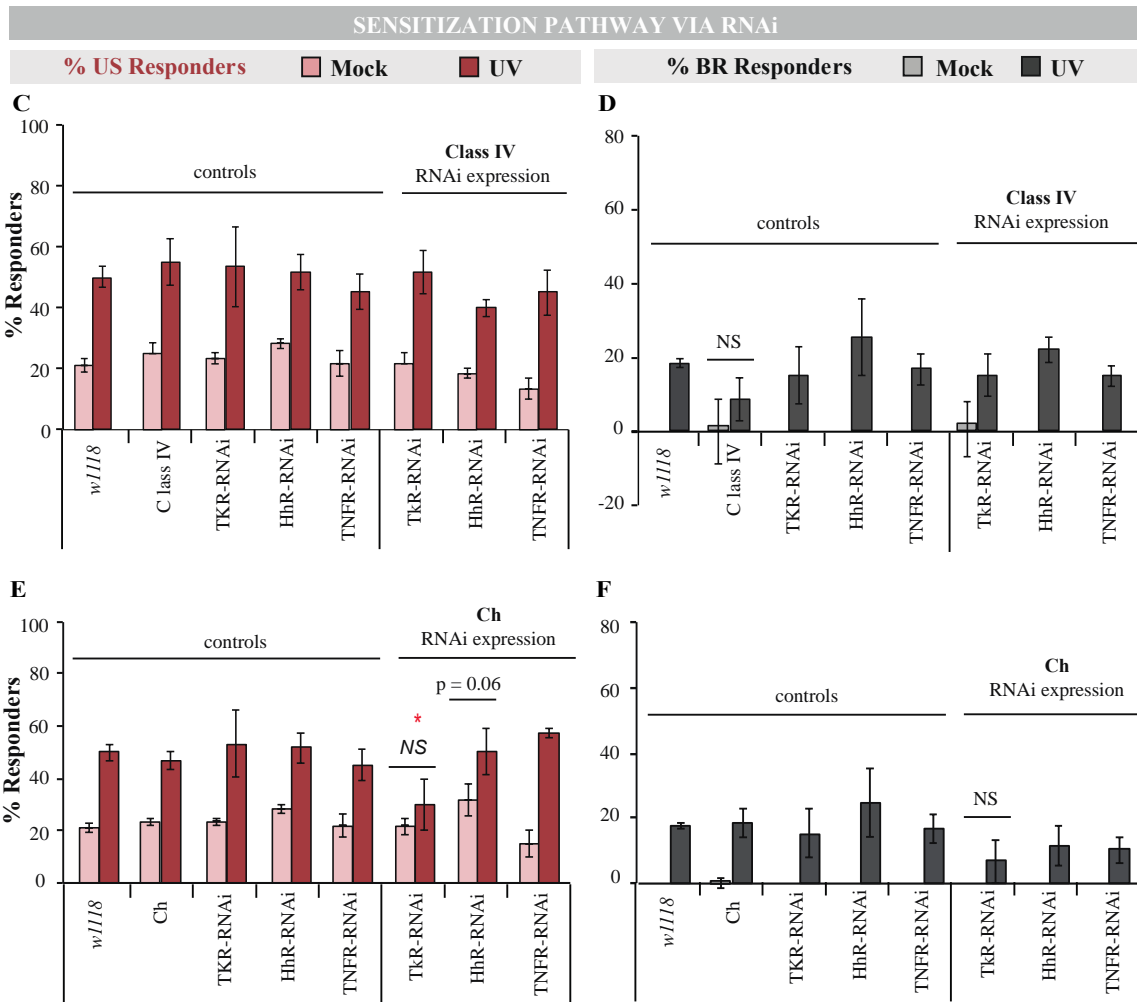 SENSITIZATION PATHWAY VIA RNAi
% US Responders Mock UV
% BR Responders Mock UV
C
% Responders
100
80
60
40
20
0
controls
Class IV
RNAi expression
w1118
C lass IV
TKR-RNAi
HhR-RNAi
TNFR-RNAi
TkR-RNAi
HhR-RNAi
TNFR-RNAi
D
80
60
40
20
0
-20
controls
Class IV
RNAi expression
NS
w1118
C lass IV
TKR-RNAi
HhR-RNAi
TNFR-RNAi
TkR-RNAi
HhR-RNAi
TNFR-RNAi
E
% Responders
100
80
60
40
20
0
controls
Ch
RNAi expression
p = 0.06
*
NS
w1118
Ch
TKR-RNAi
HhR-RNAi
TNFR-RNAi
TkR-RNAi
HhR-RNAi
TNFR-RNAi
F
80
60
40
20
0
controls
Ch
RNAi expression
NS
w1118
Ch
TKR-RNAi
HhR-RNAi
TNFR-RNAi
TkR-RNAi
HhR-RNAi
TNFR-RNAi